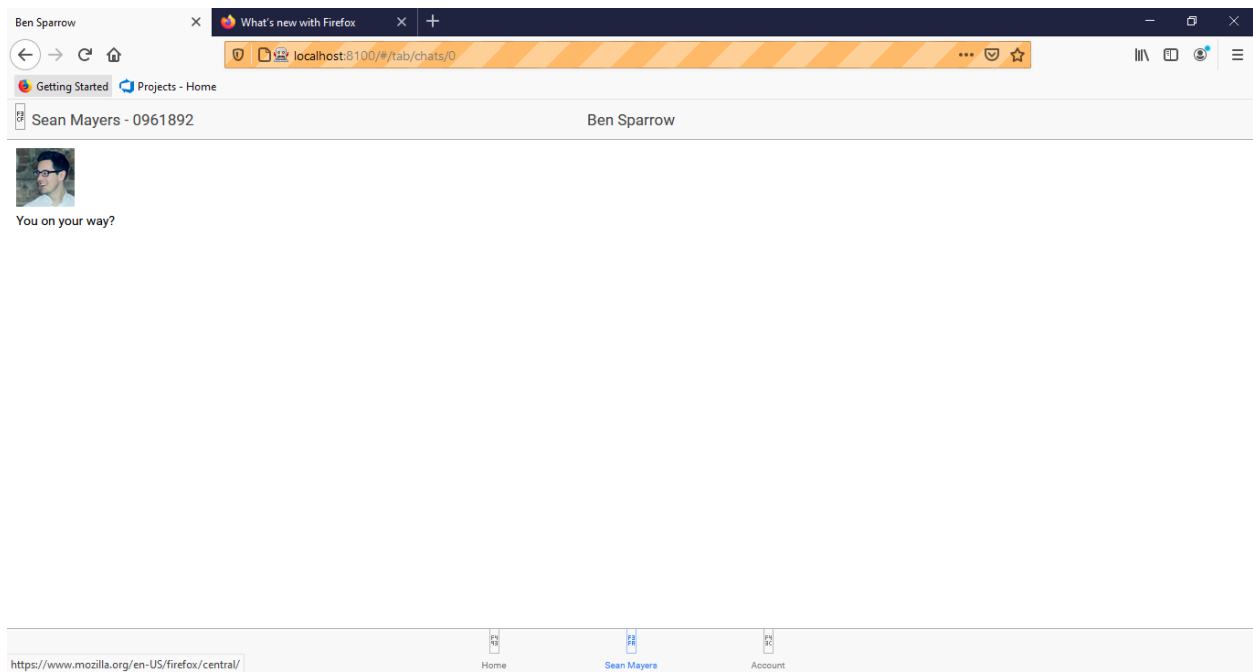 Ben Sparrow
What's new with Firefox
localhost:8100/#/tab/chats/0
Getting Started
Projects - Home
Sean Mayers - 0961892
Ben Sparrow
You on your way?
Home
Sean Mayers
Account
https://www.mozilla.org/en-US/firefox/central/